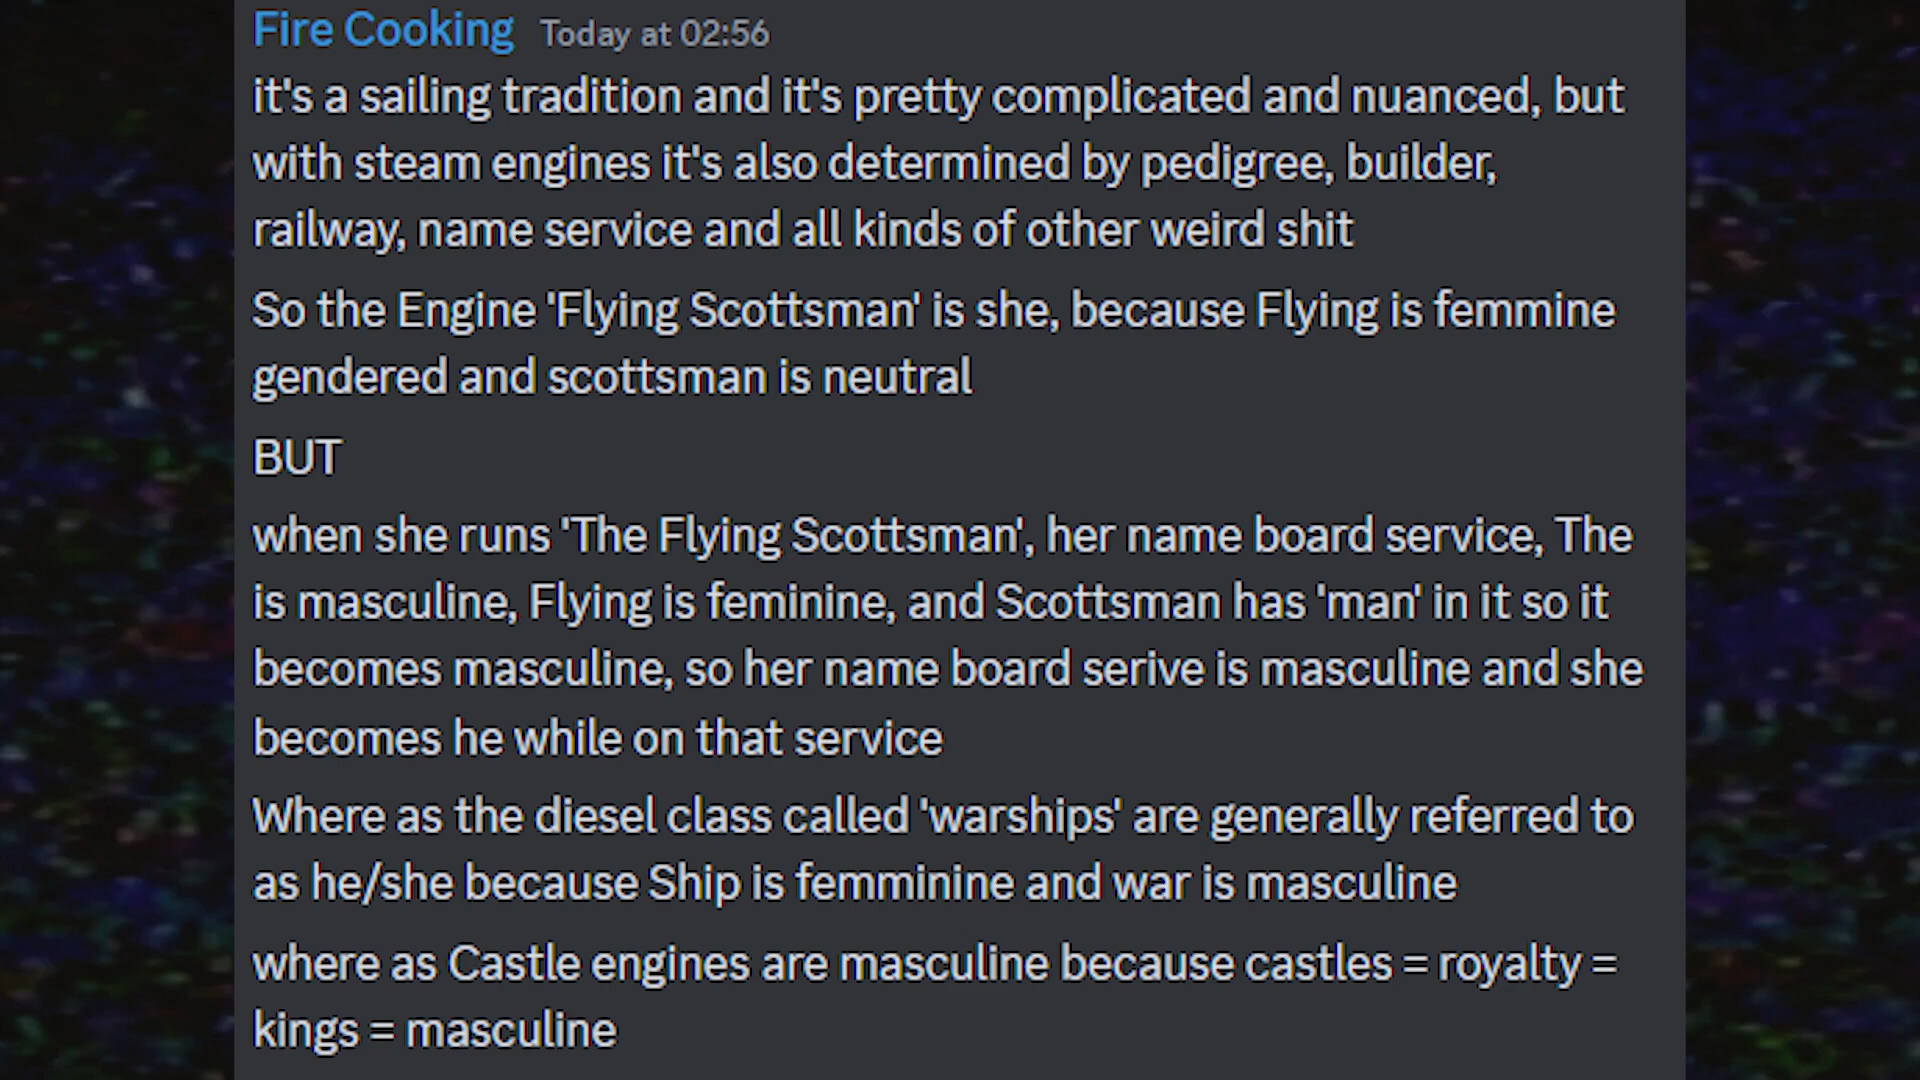 Fire Cooking Today at 02:56
it's a sailing tradition and it's pretty complicated and nuanced, but
with steam engines it's also determined by pedigree, builder,
railway, name service and all kinds of other weird shit
So the Engine 'Flying Scottsman' is she, because Flying is femmine
gendered and scottsman is neutral
BUT
when she runs 'The Flying Scottsman', her name board service, The
is masculine, Flying is feminine, and Scottsman has 'man' in it so it
becomes masculine, so her name board serive is masculine and she
becomes he while on that service
Where as the diesel class called 'warships' are generally referred to
as he/she because Ship is femminine and war is masculine
where as Castle engines are masculine because castles = royalty =
kings = masculine